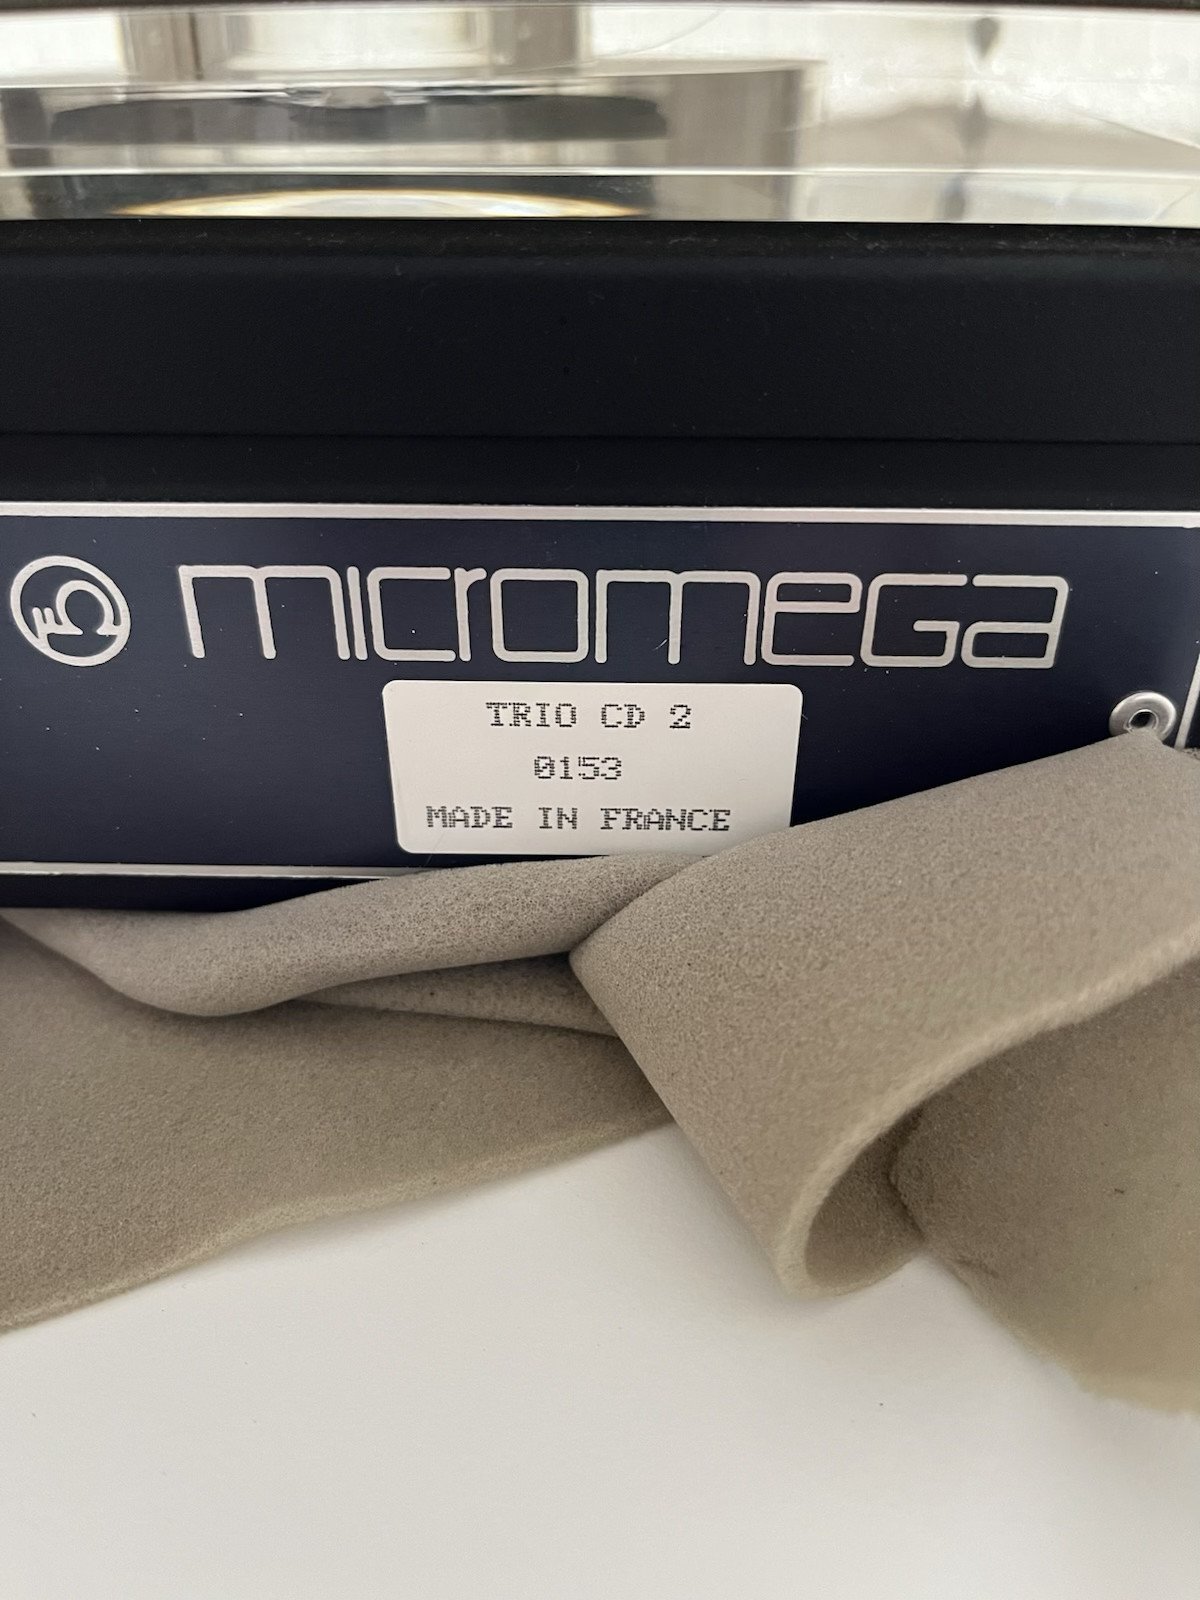 micromega
TRIO CD 2
0153
MADE IN FRANCE